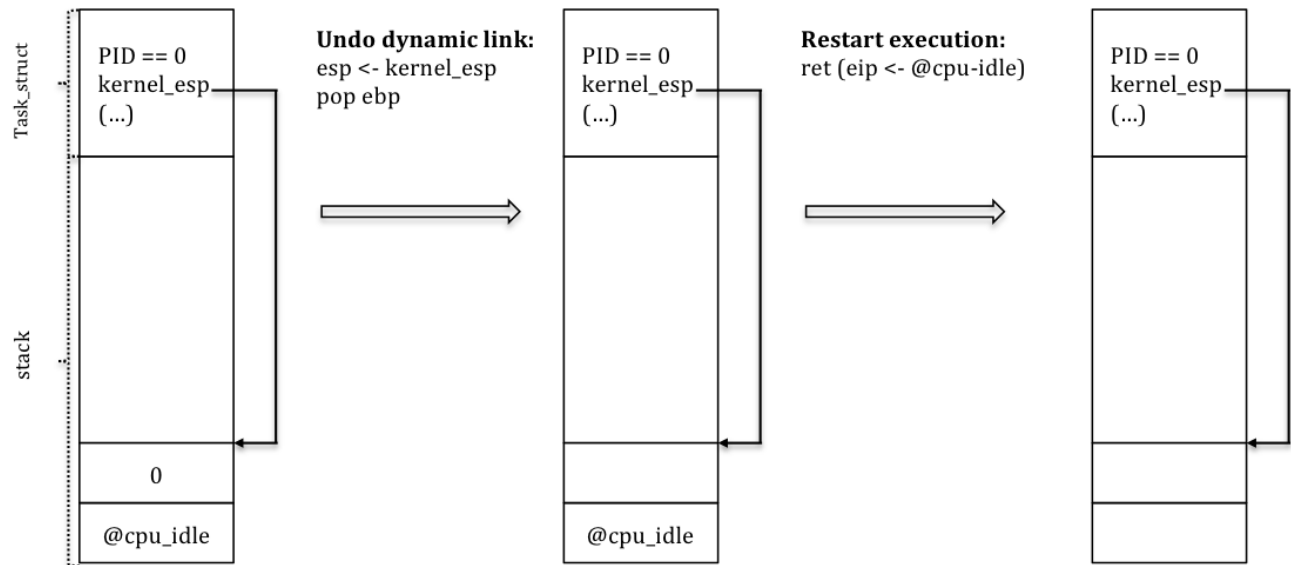 Task_struct
stack
PID == 0
kernel_esp
(...)
0
@cpu_idle
Undo dynamic link:
esp <- kernel_esp
pop ebp
PID == 0
kernel_esp
(...)
@cpu_idle
Restart execution:
ret (eip <- @cpu-idle)
PID == 0
kernel_esp
(...)